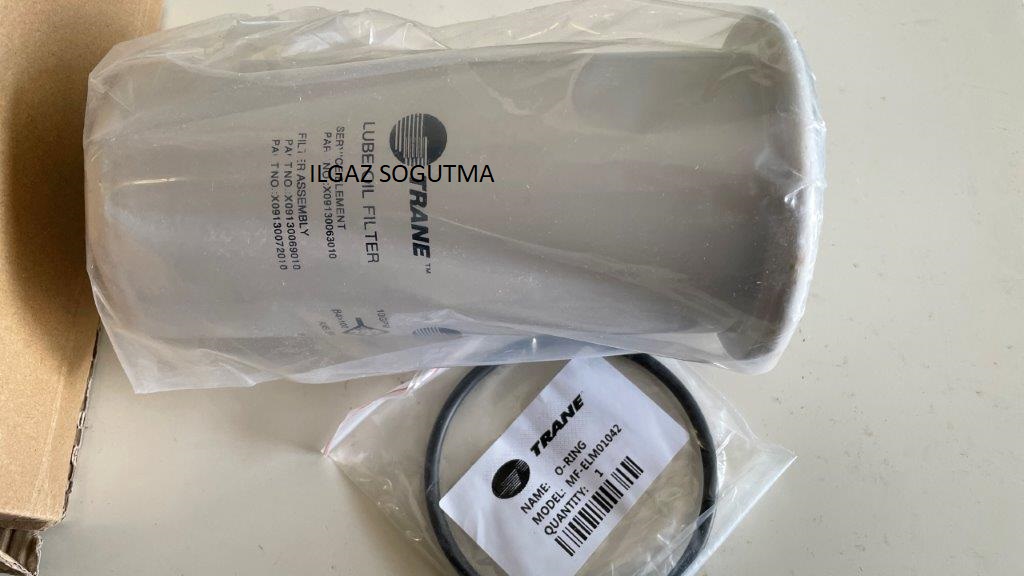 TRANE™
LUBE OIL FILTER
SERVICE ELEMENT
PART NO.:X09130063010
FILTER ASSEMBLY
PART NO.:X09130069010
PART NO.:X09130072010
ILGAZ SOGUTMA
TRANE
NAME: O-RING
MODEL: MF-ELM01042
QUANTITY: 1